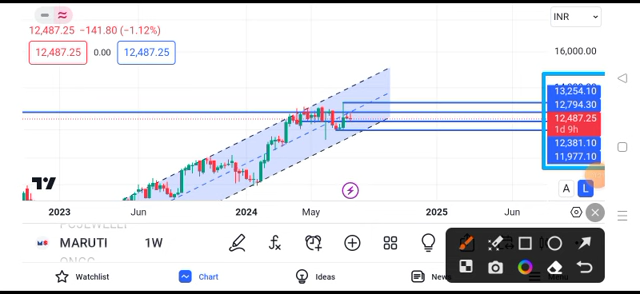 INR
12,487.25 −141.80 (−1.12%)
12,487.25 0.00 12,487.25
16,000.00
13,254.10
12,794.30
12,487.25
1d 9h
12,381.10
11,977.10
A L
2023 Jun 2024 May 2025 Jun
MARUTI 1W
ONGC
Watchlist Chart Ideas News